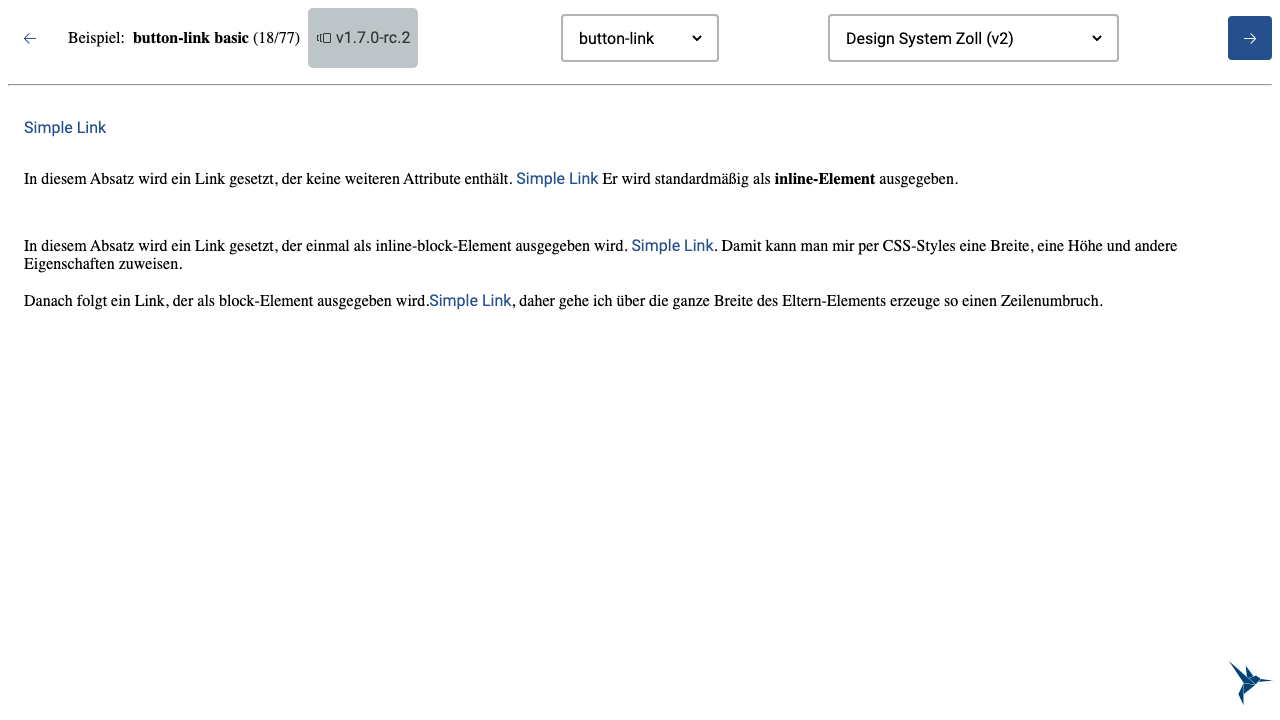 Beispiel: button-link basic (18/77) v1.7.0-rc.2 button-link Design System Zoll (v2)
Simple Link
In diesem Absatz wird ein Link gesetzt, der keine weiteren Attribute enthält. Simple Link Er wird standardmäßig als inline-Element ausgegeben.
In diesem Absatz wird ein Link gesetzt, der einmal als inline-block-Element ausgegeben wird. Simple Link. Damit kann man mir per CSS-Styles eine Breite, eine Höhe und andere
Eigenschaften zuweisen.
Danach folgt ein Link, der als block-Element ausgegeben wird.Simple Link, daher gehe ich über die ganze Breite des Eltern-Elements erzeuge so einen Zeilenumbruch.